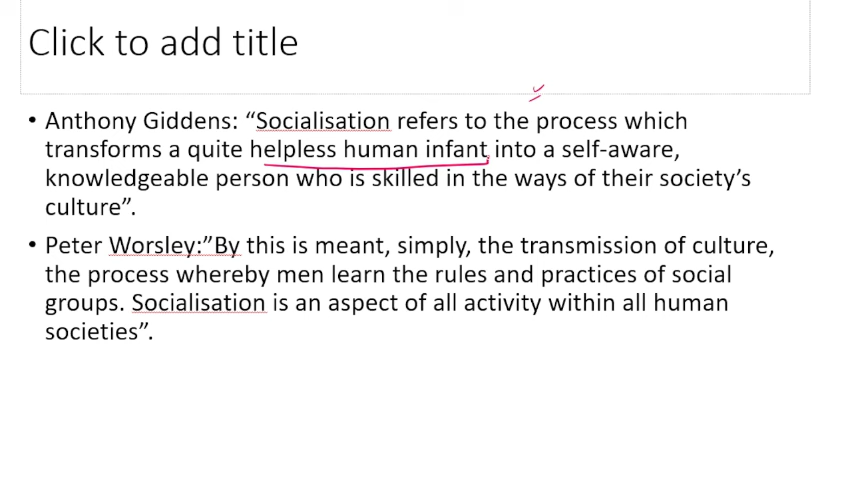 Click to add title
• Anthony Giddens: “Socialisation refers to the process which
transforms a quite helpless human infant into a self-aware,
knowledgeable person who is skilled in the ways of their society’s
culture”.
• Peter Worsley:”By this is meant, simply, the transmission of culture,
the process whereby men learn the rules and practices of social
groups. Socialisation is an aspect of all activity within all human
societies”.